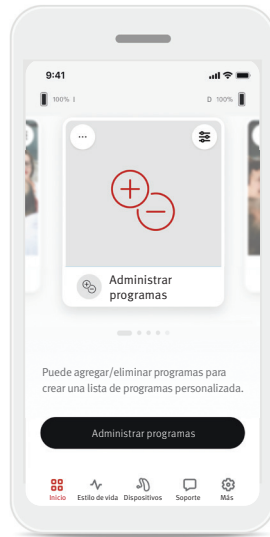 9:41
100% I
D 100%
...
Administrar
programas
Puede agregar/eliminar programas para
crear una lista de programas personalizada.
Administrar programas
Inicio Estilo de vida Dispositivos Soporte Más